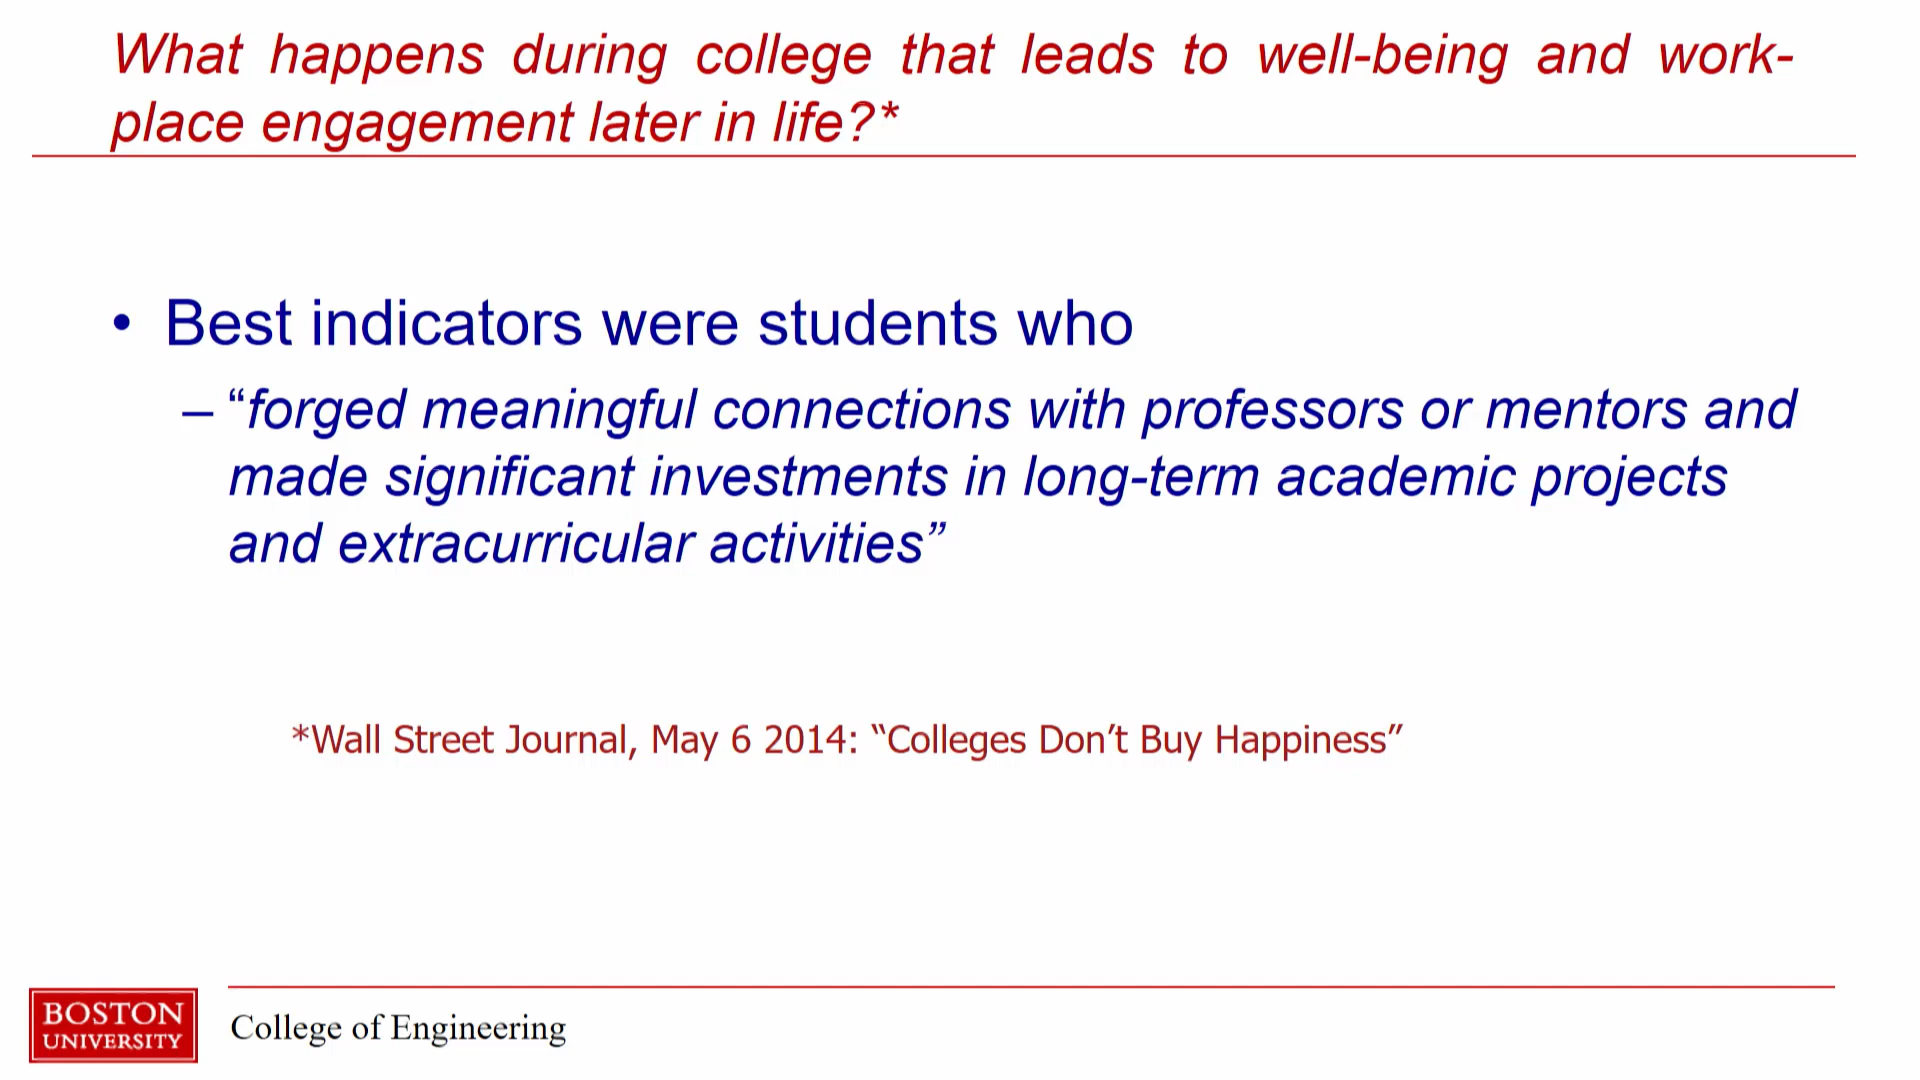 What happens during college that leads to well-being and work-
place engagement later in life?*
• Best indicators were students who
– “forged meaningful connections with professors or mentors and
made significant investments in long-term academic projects
and extracurricular activities”
*Wall Street Journal, May 6 2014: “Colleges Don’t Buy Happiness”
BOSTON
UNIVERSITY
College of Engineering